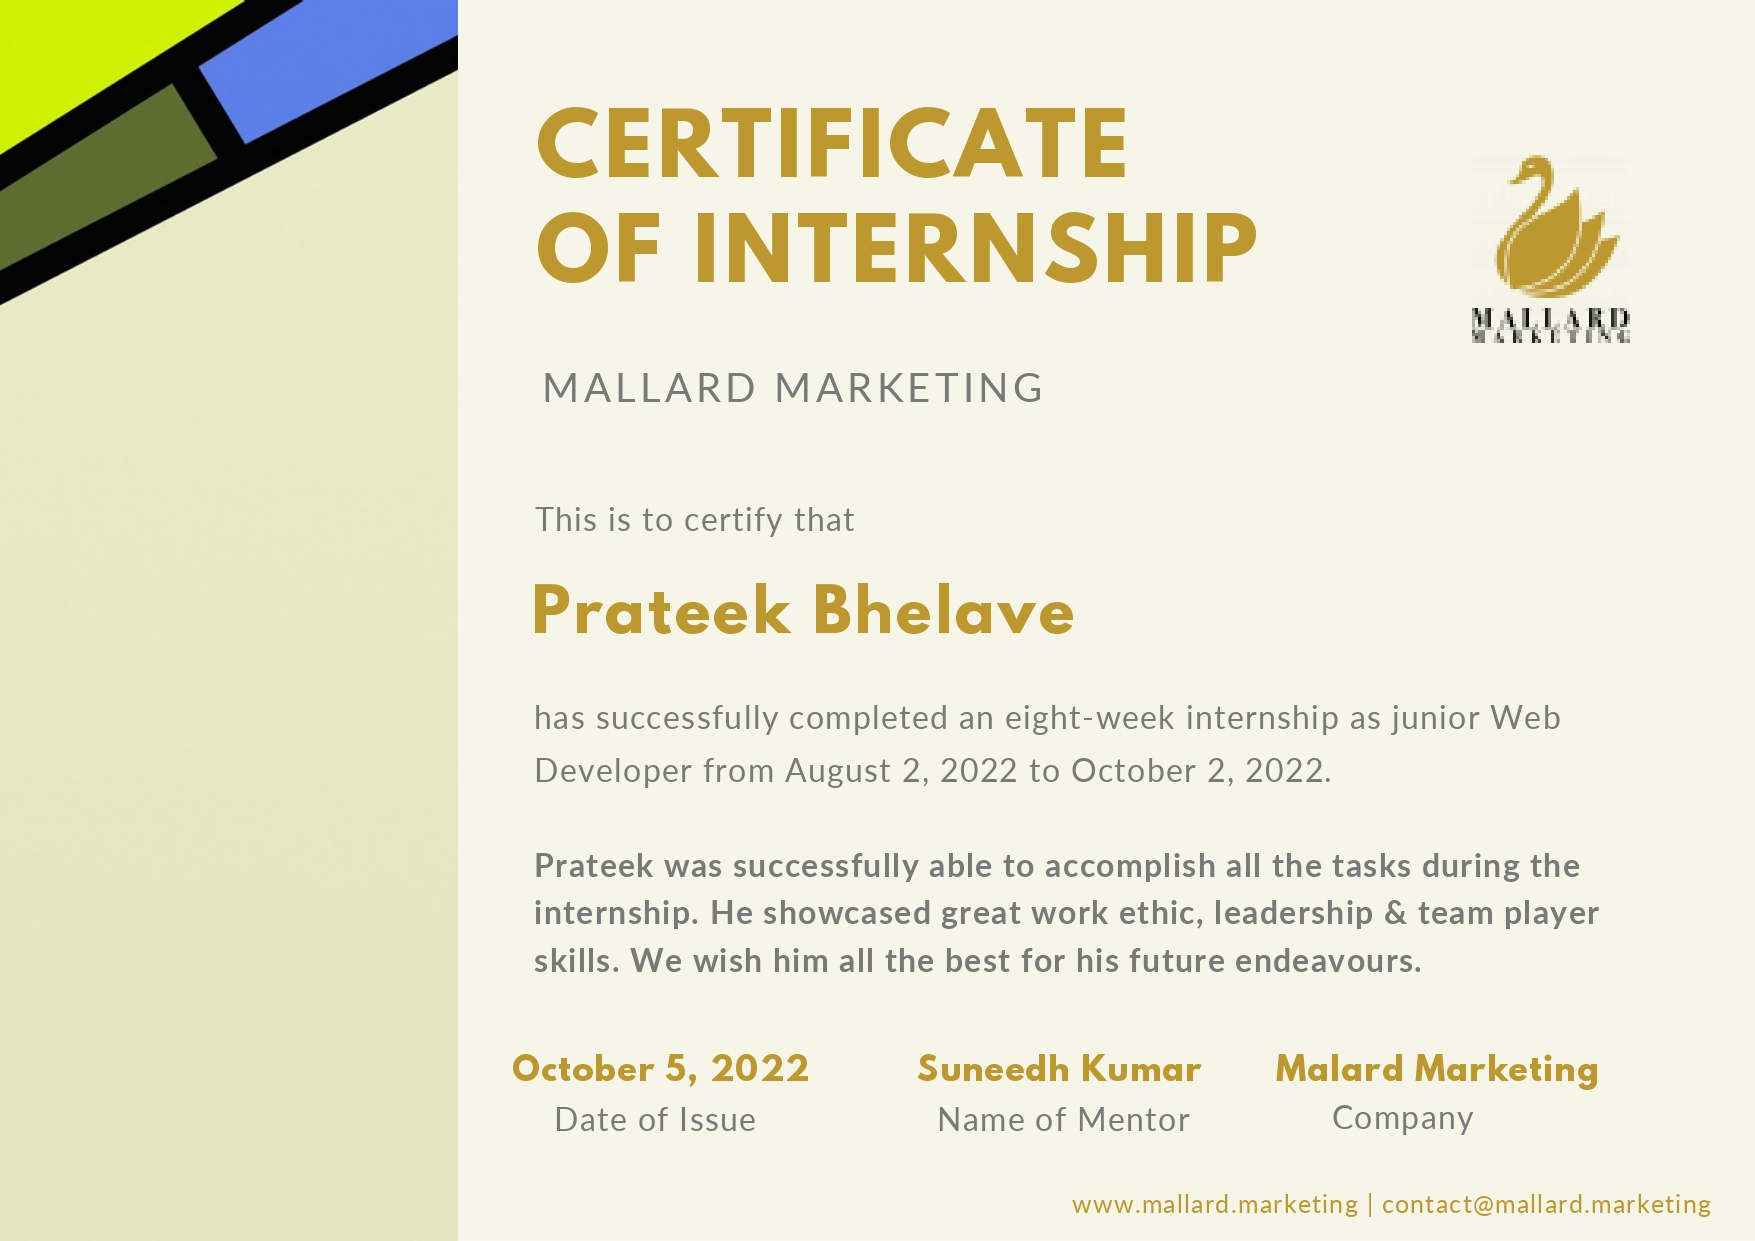 CERTIFICATE
OF INTERNSHIP
MALLARD
MARKETING
MALLARD MARKETING
This is to certify that
Prateek Bhelave
has successfully completed an eight-week internship as junior Web
Developer from August 2, 2022 to October 2, 2022.
Prateek was successfully able to accomplish all the tasks during the
internship. He showcased great work ethic, leadership & team player
skills. We wish him all the best for his future endeavours.
October 5, 2022 Suneedh Kumar Malard Marketing
Date of Issue Name of Mentor Company
www.mallard.marketing | contact@mallard.marketing